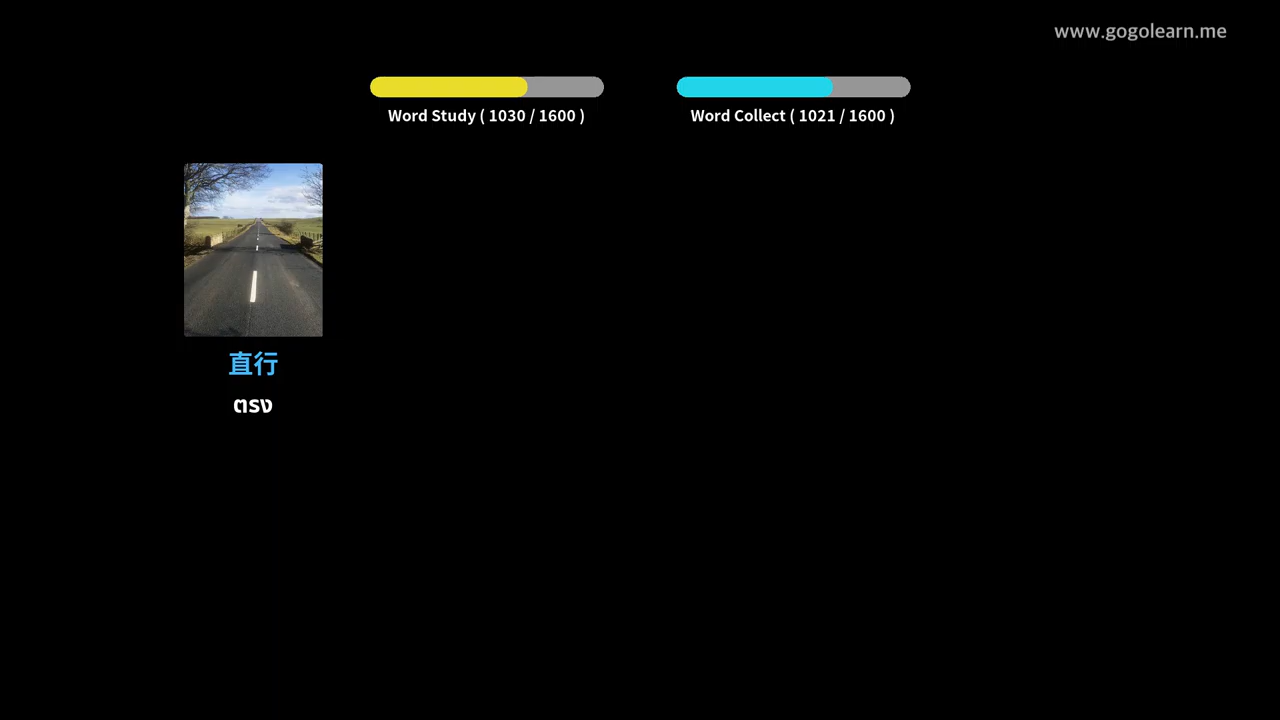 www.gogolearn.me
Word Study ( 1030 / 1600 )
Word Collect ( 1021 / 1600 )
直行
ตรง